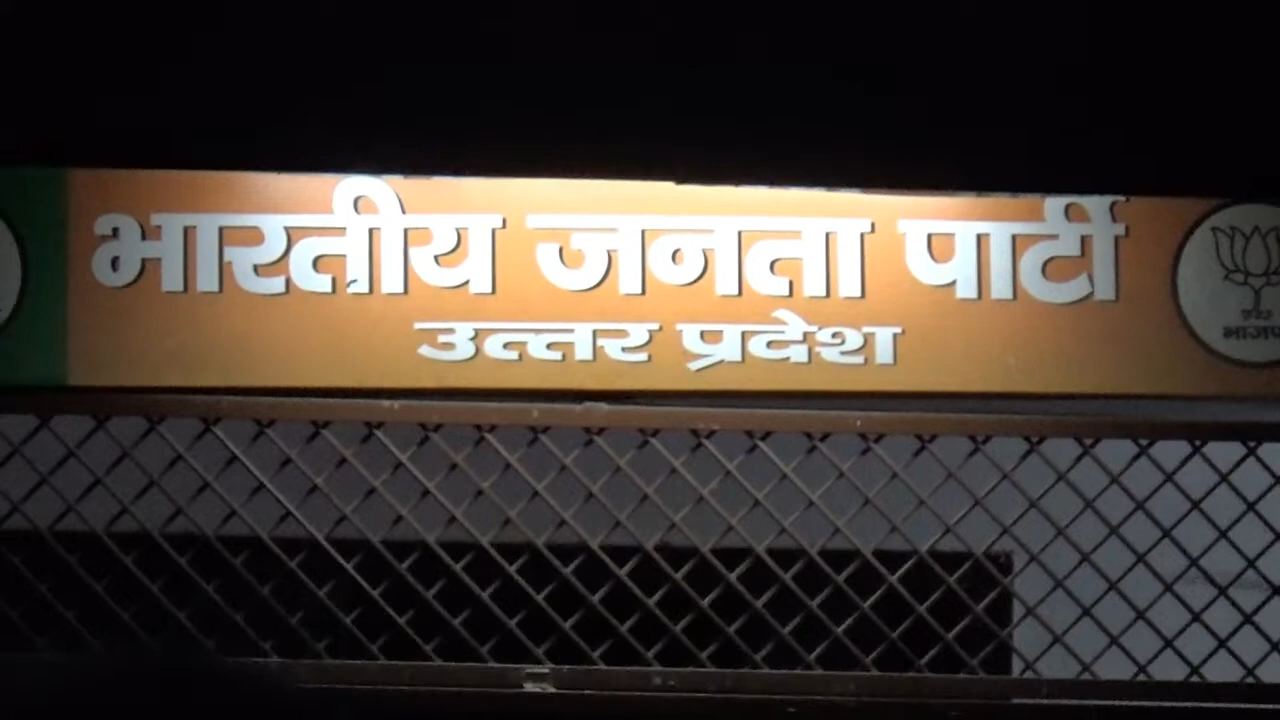 भारतीय जनता पार्टी
उत्तर प्रदेश